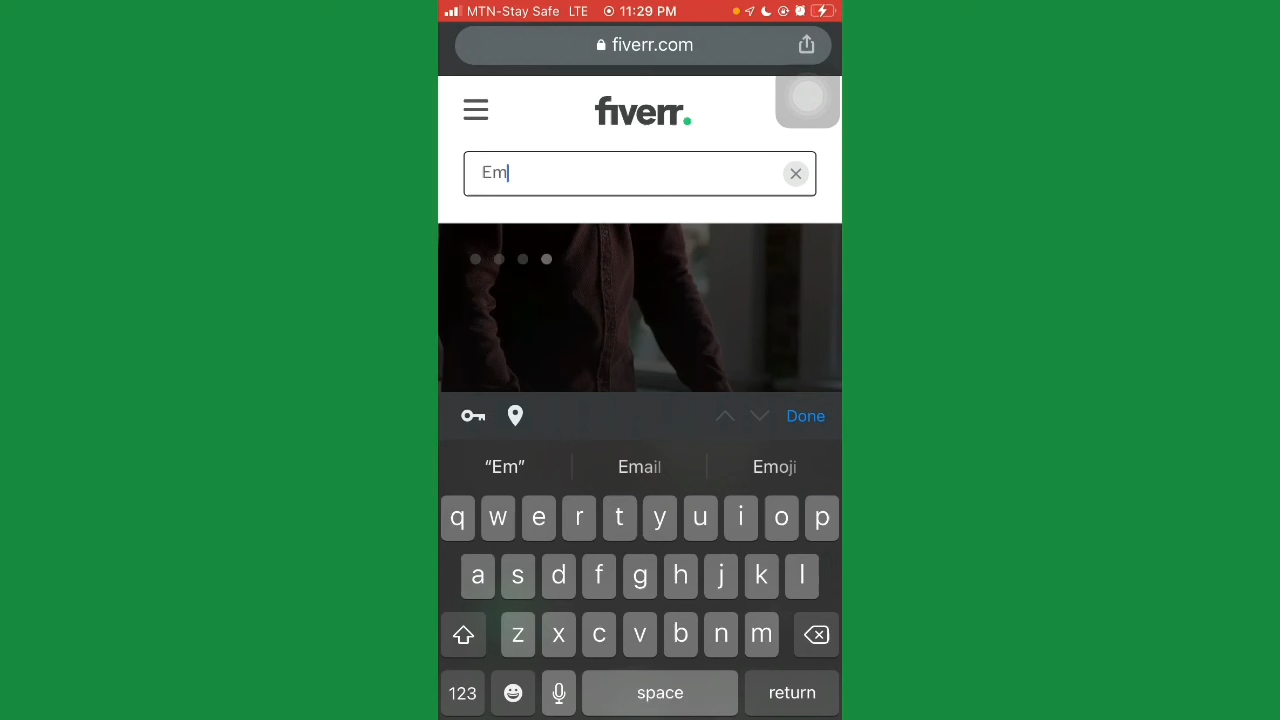 MTN-Stay Safe LTE 11:29 PM
fiverr.com
fiverr.
Em
Done
“Em” Email Emoji
q w e r t y u i o p
a s d f g h j k l
z x c v b n m
123 space return